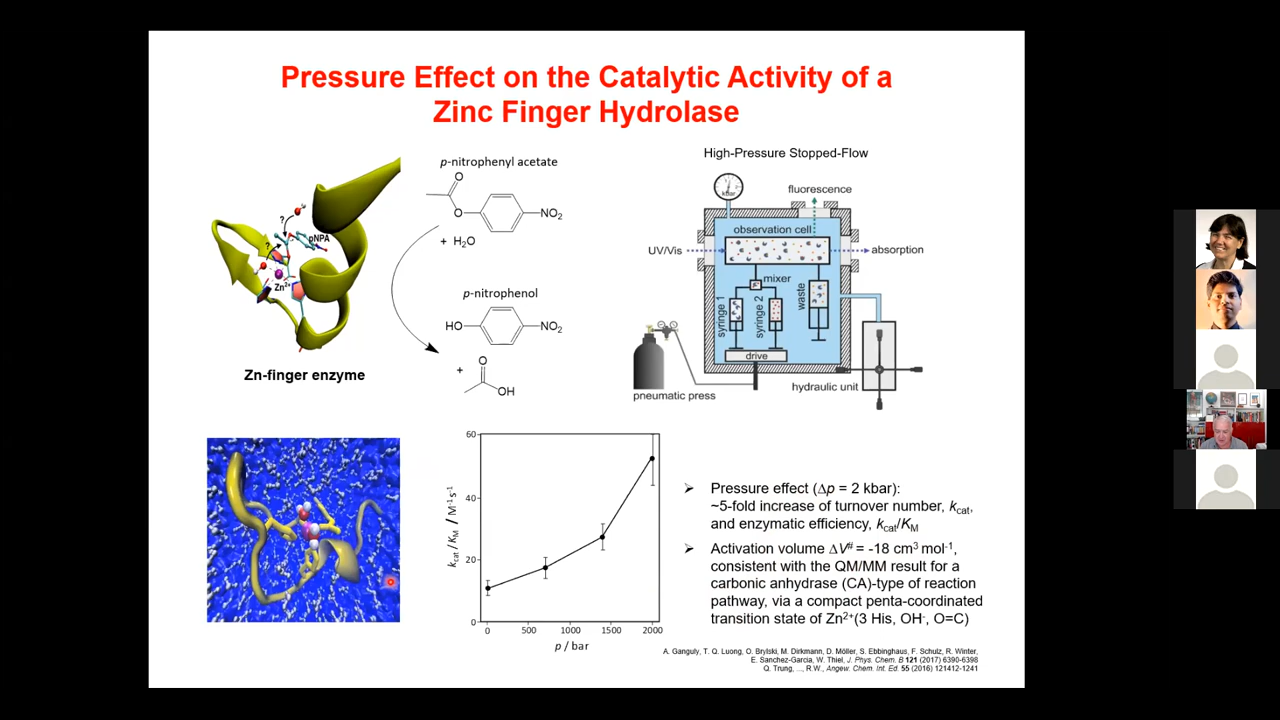 Pressure Effect on the Catalytic Activity of a
Zinc Finger Hydrolase
?
?
pNPA
Zn2+
Zn-finger enzyme
p-nitrophenyl acetate
O
O
NO2
+ H2O
p-nitrophenol
HO
NO2
+
O
OH
High-Pressure Stopped-Flow
kbar
fluorescence
observation cell
UV/Vis
absorption
mixer
syringe 1
syringe 2
waste
drive
pneumatic press
hydraulic unit
60
40
20
0
kcat / KM / M-1s-1
0
500
1000
1500
2000
p / bar
➢ Pressure effect (Δp = 2 kbar):
~5-fold increase of turnover number, kcat,
and enzymatic efficiency, kcat/KM
➢ Activation volume ΔV# = -18 cm3 mol-1,
consistent with the QM/MM result for a
carbonic anhydrase (CA)-type of reaction
pathway, via a compact penta-coordinated
transition state of Zn2+(3 His, OH-, O=C)
A. Ganguly, T. Q. Luong, O. Brylski, M. Dirkmann, D. Möller, S. Ebbinghaus, F. Schulz, R. Winter,
E. Sanchez-Garcia, W. Thiel, J. Phys. Chem. B 121 (2017) 6390-6398
Q. Trung, ..., R.W., Angew. Chem. Int. Ed. 55 (2016) 121412-1241